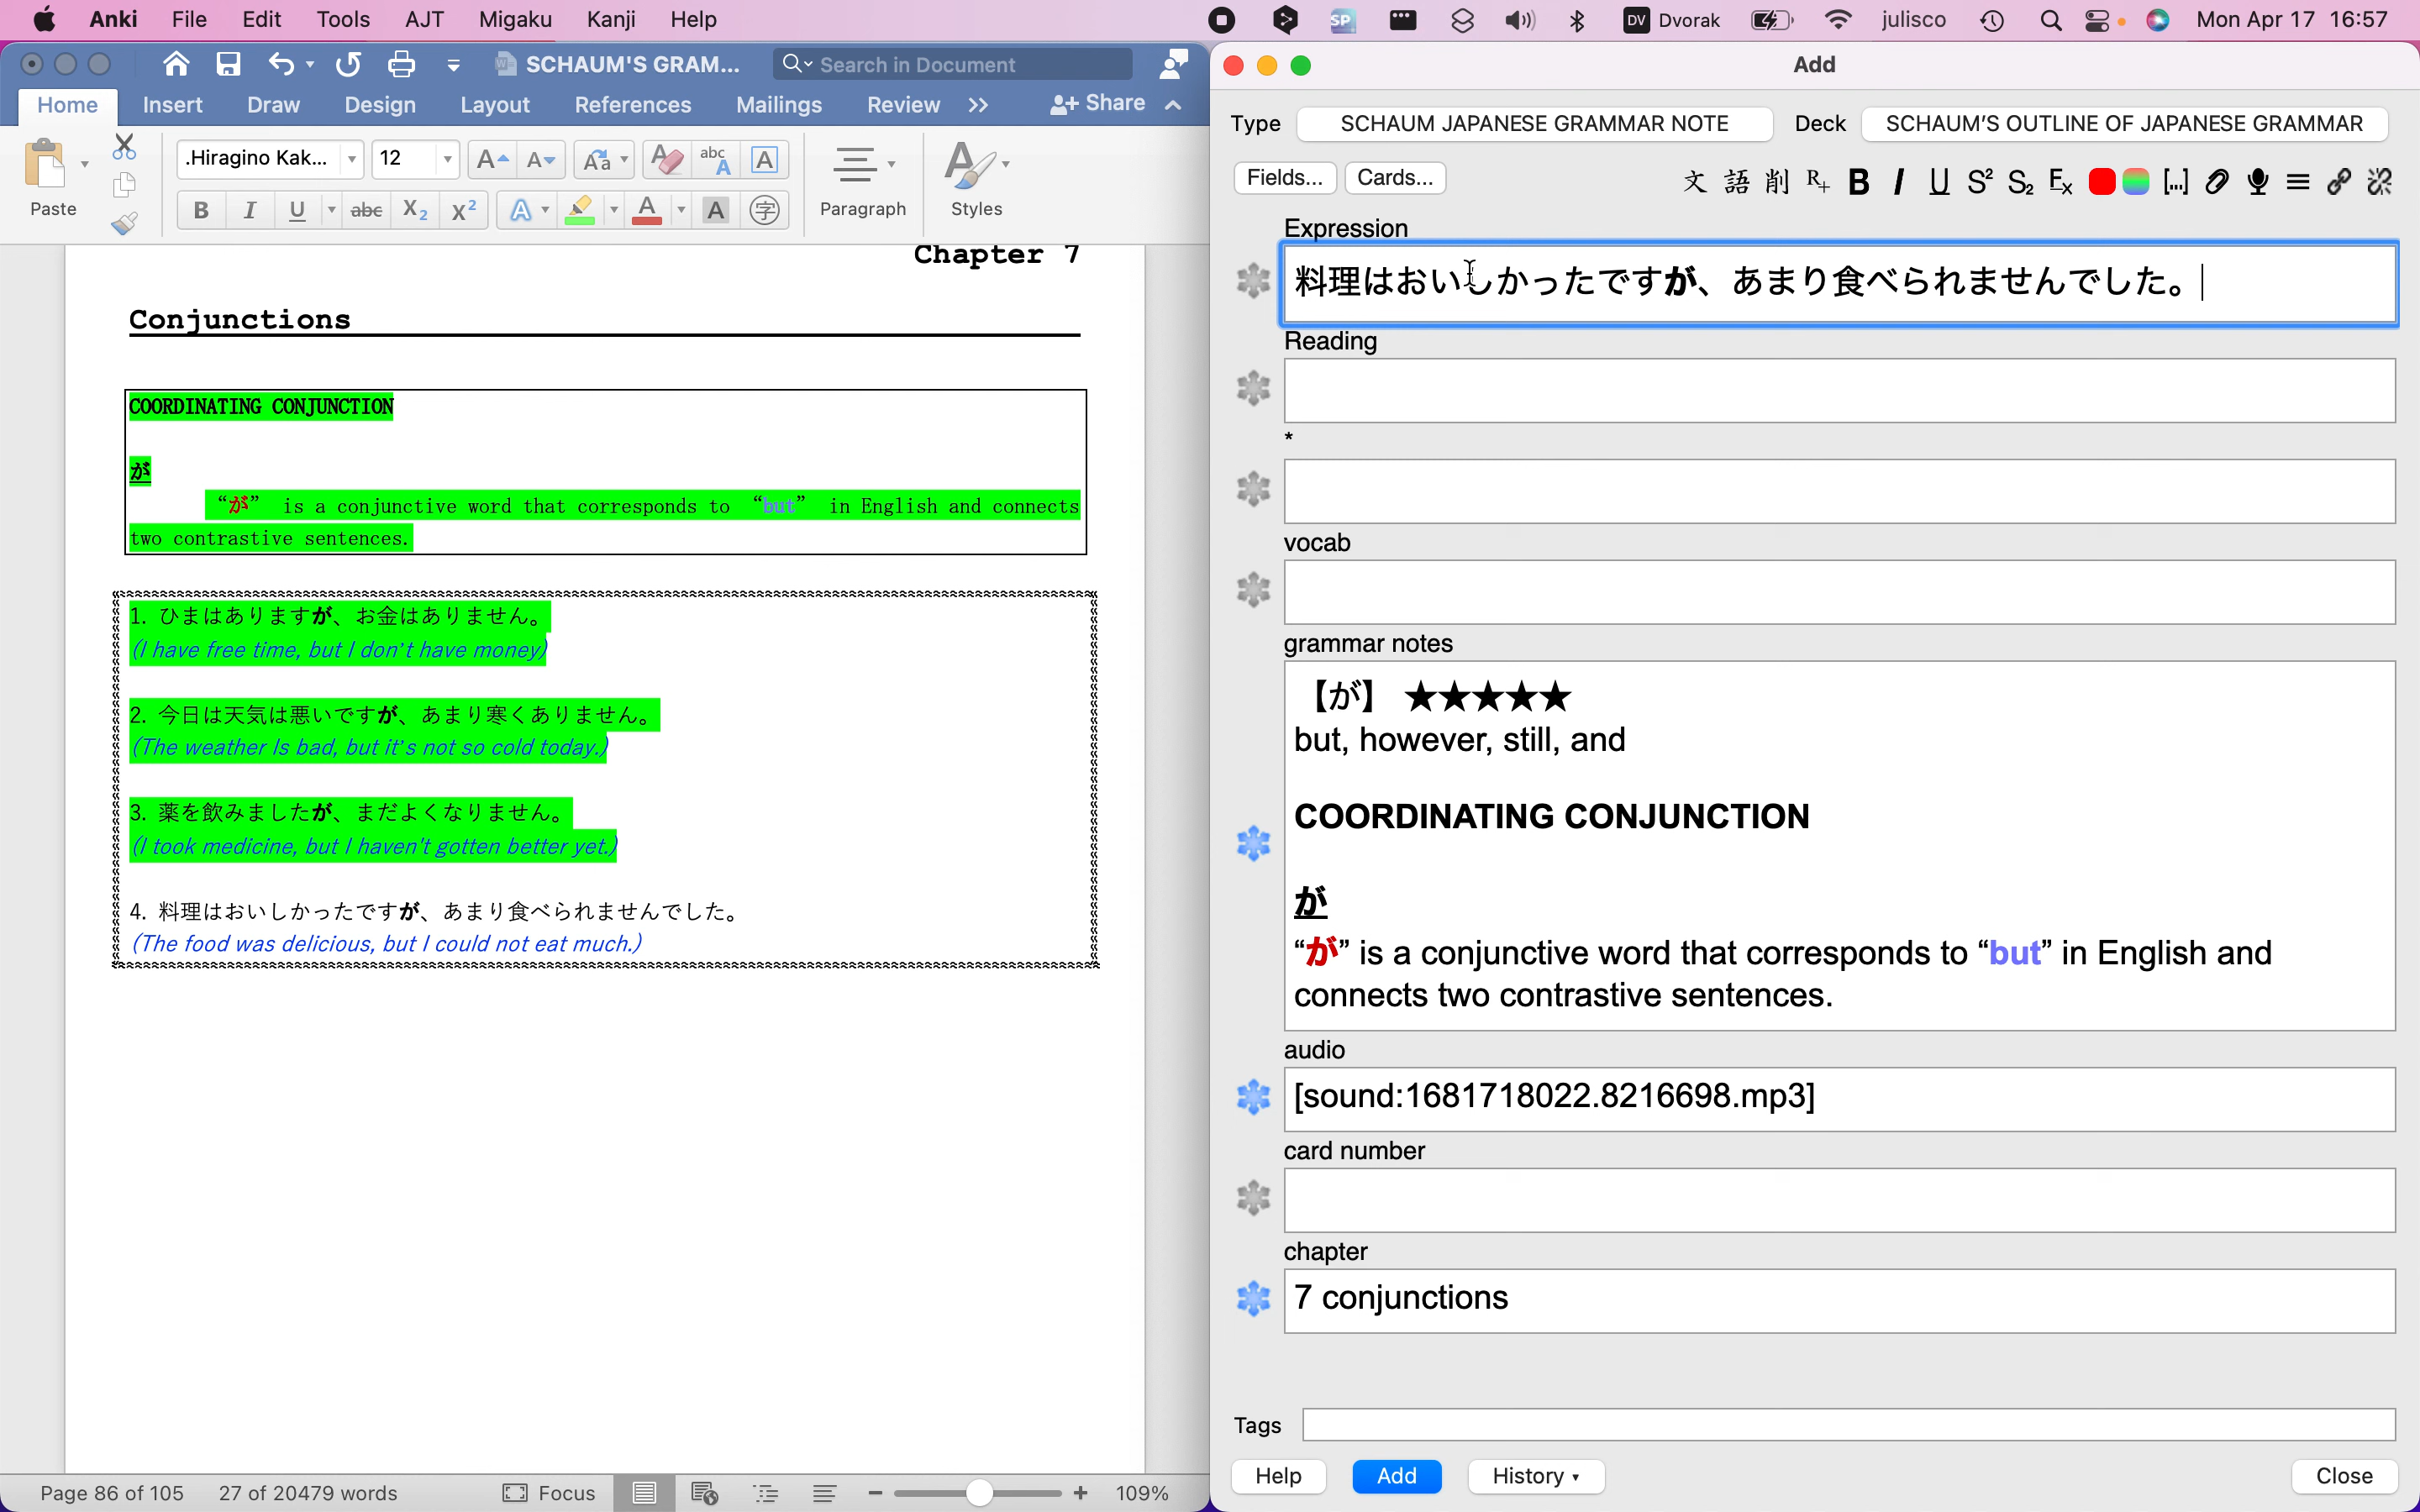 Anki File Edit Tools AJT Migaku Kanji Help
SP DV Dvorak julisco Mon Apr 17 16:57
SCHAUM'S GRAM... Search in Document
Home Insert Draw Design Layout References Mailings Review >> Share
Paste .Hiragino Kak... 12 Paragraph Styles
Chapter 7
Conjunctions
COORDINATING CONJUNCTION
が
“が” is a conjunctive word that corresponds to “but” in English and connects
two contrastive sentences.
1. ひまはありますが、お金はありません。
(I have free time, but I don't have money)
2. 今日は天気は悪いですが、あまり寒くありません。
(The weather Is bad, but it's not so cold today.)
3. 薬を飲みましたが、まだよくなりません。
(I took medicine, but I haven't gotten better yet.)
4. 料理はおいしかったですが、あまり食べられませんでした。
(The food was delicious, but I could not eat much.)
Page 86 of 105 27 of 20479 words Focus 109%
Add
Type SCHAUM JAPANESE GRAMMAR NOTE Deck SCHAUM'S OUTLINE OF JAPANESE GRAMMAR
Fields... Cards... 文 語 削 R+ B I U S² S₂ Fx [...]
Expression
料理はおいしかったですが、あまり食べられませんでした。
Reading
*
vocab
grammar notes
【が】 ★★★★★
but, however, still, and
COORDINATING CONJUNCTION
が
“が” is a conjunctive word that corresponds to “but” in English and
connects two contrastive sentences.
audio
[sound:1681718022.8216698.mp3]
card number
chapter
7 conjunctions
Tags
Help Add History Close